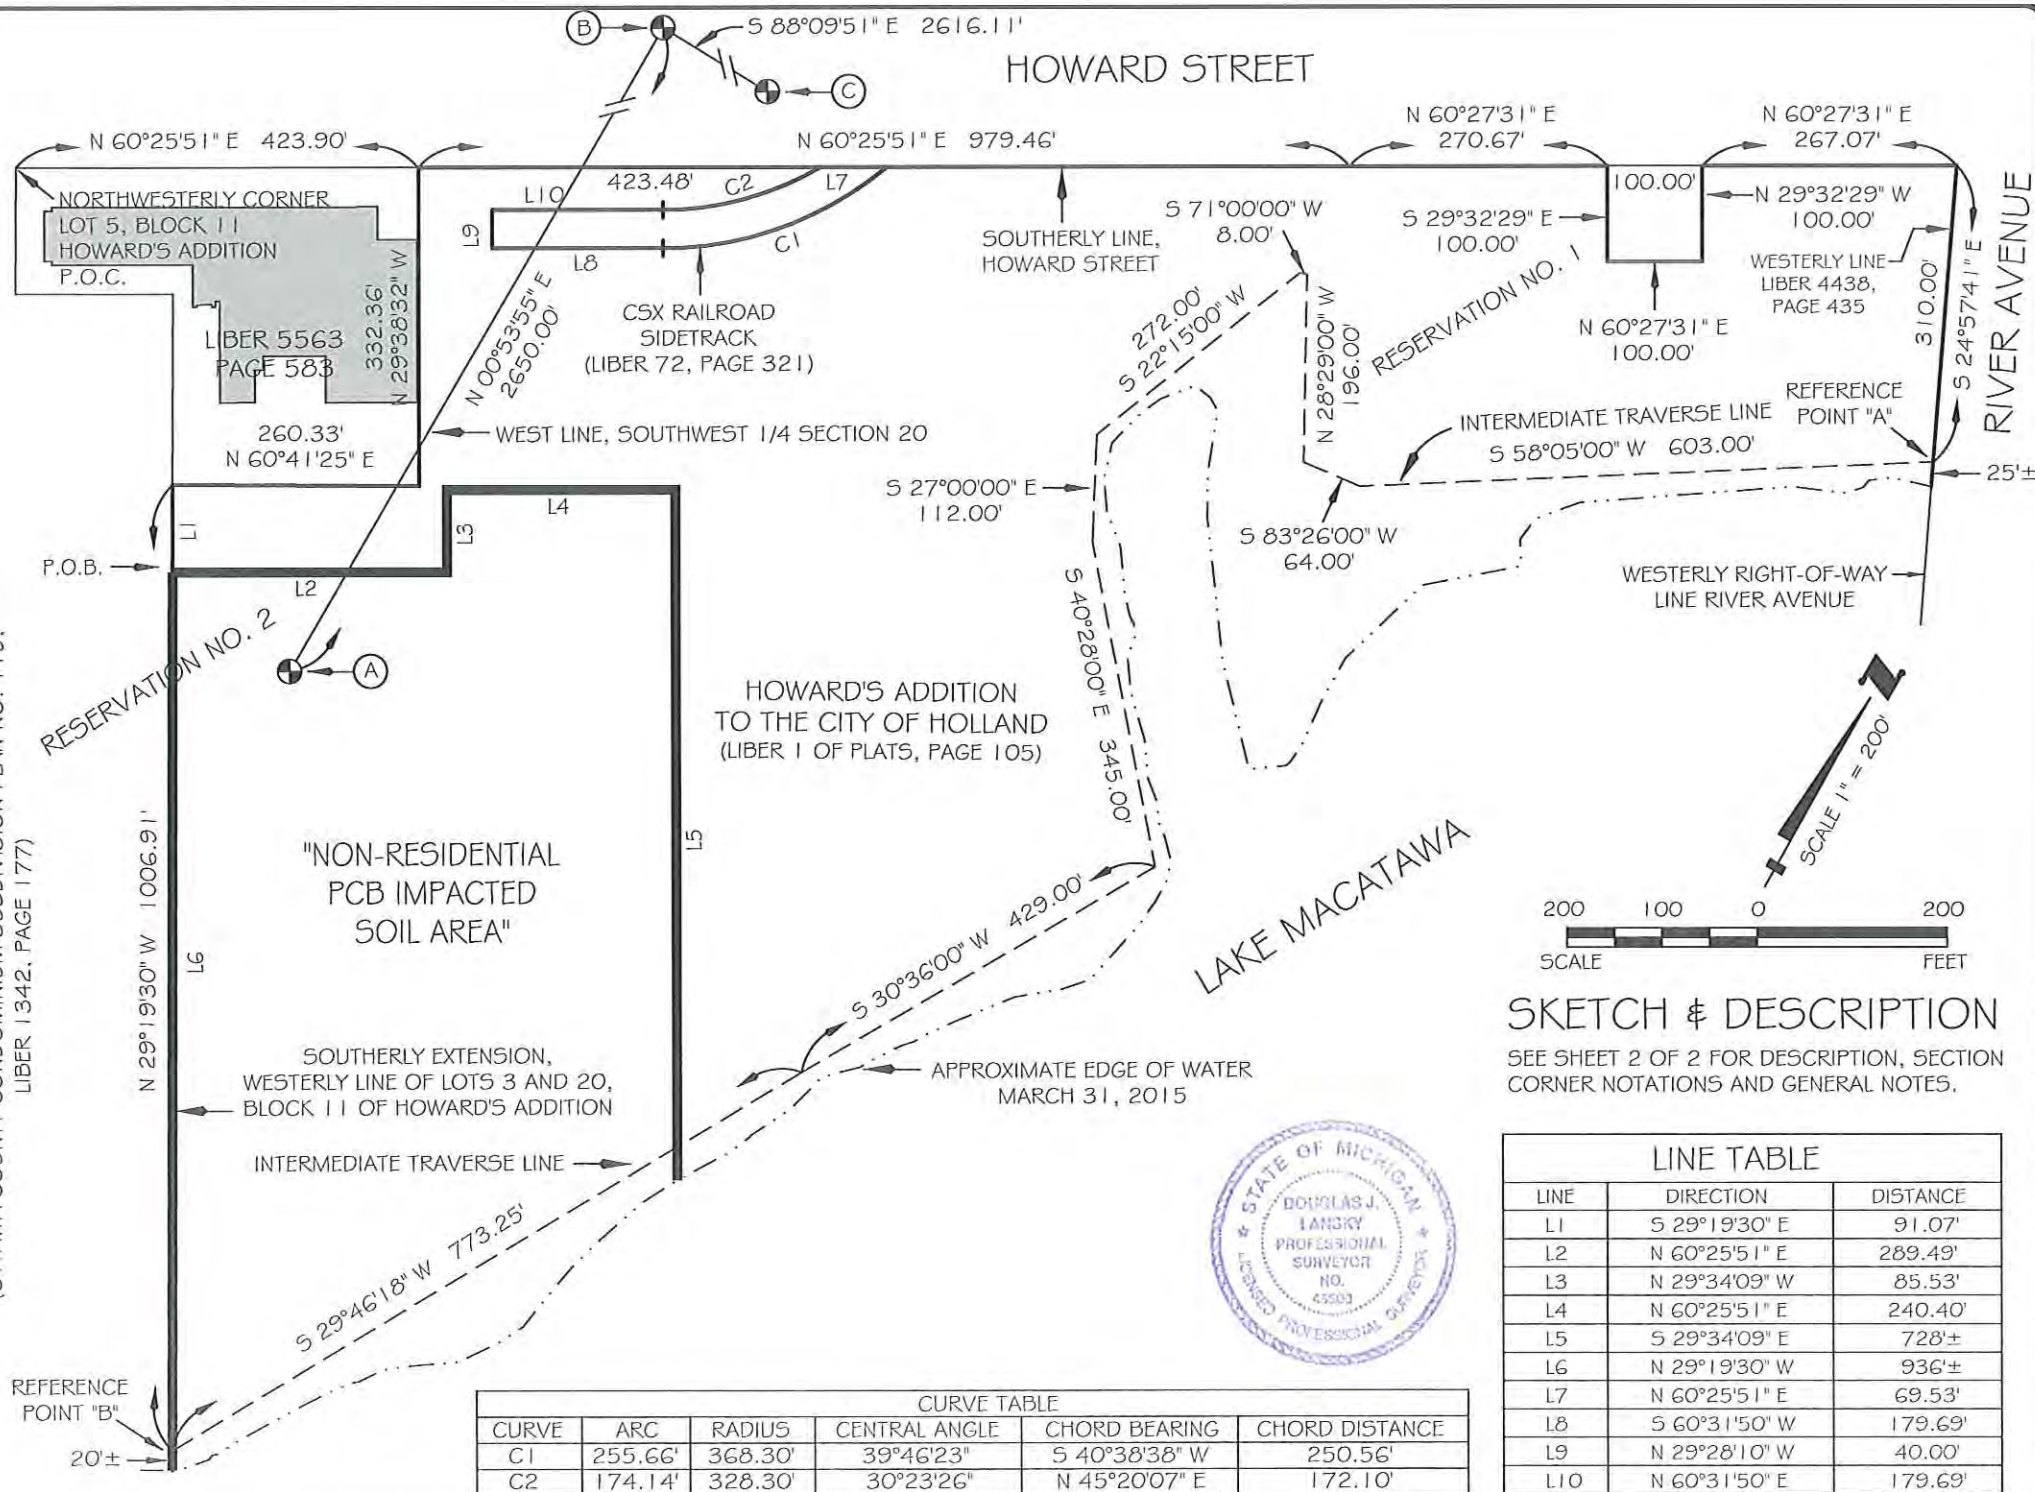 B
S 88°09'51" E 2616.11'
C
HOWARD STREET
N 60°25'51" E 423.90'
N 60°25'51" E 979.46'
N 60°27'31" E
270.67'
N 60°27'31" E
267.07'
NORTHWESTERLY CORNER
LOT 5, BLOCK 11
HOWARD'S ADDITION
P.O.C.
L10
423.48'
C2
L7
L9
L8
C1
100.00'
N 29°32'29" W
100.00'
S 29°32'29" E
100.00'
S 71°00'00" W
8.00'
SOUTHERLY LINE,
HOWARD STREET
WESTERLY LINE
LIBER 4438,
PAGE 435
310.00'
S 24°57'41" E
RIVER AVENUE
LIBER 5563
PAGE 583
332.36'
N 29°38'32" W
N 00°53'55" E
2650.00'
CSX RAILROAD
SIDETRACK
(LIBER 72, PAGE 321)
272.00'
S 22°15'00" W
N 28°29'00" W
196.00'
RESERVATION NO. 1
N 60°27'31" E
100.00'
REFERENCE
POINT "A"
INTERMEDIATE TRAVERSE LINE
S 58°05'00" W 603.00'
25'±
260.33'
N 60°41'25" E
WEST LINE, SOUTHWEST 1/4 SECTION 20
S 27°00'00" E
112.00'
S 83°26'00" W
64.00'
L1
L3
L4
P.O.B.
L2
WESTERLY RIGHT-OF-WAY
LINE RIVER AVENUE
RESERVATION NO. 2
A
S 40°28'00" E 345.00'
HOWARD'S ADDITION
TO THE CITY OF HOLLAND
(LIBER 1 OF PLATS, PAGE 105)
N
SCALE 1" = 200'
LIBER 1342, PAGE 177)
N 29°19'30" W 1006.91'
L6
"NON-RESIDENTIAL
PCB IMPACTED
SOIL AREA"
L5
S 30°36'00" W 429.00'
LAKE MACATAWA
200 100 0 200
SCALE FEET
SKETCH & DESCRIPTION
SEE SHEET 2 OF 2 FOR DESCRIPTION, SECTION
CORNER NOTATIONS AND GENERAL NOTES.
SOUTHERLY EXTENSION,
WESTERLY LINE OF LOTS 3 AND 20,
BLOCK 11 OF HOWARD'S ADDITION
APPROXIMATE EDGE OF WATER
MARCH 31, 2015
INTERMEDIATE TRAVERSE LINE
S 29°46'18" W 773.25'
STATE OF MICHIGAN
DOUGLAS J.
LANSKY
PROFESSIONAL
SURVEYOR
NO.
LICENSED PROFESSIONAL SURVEYOR
REFERENCE
POINT "B"
20'±
LINE TABLE
LINE DIRECTION DISTANCE
L1 S 29°19'30" E 91.07'
L2 N 60°25'51" E 289.49'
L3 N 29°34'09" W 85.53'
L4 N 60°25'51" E 240.40'
L5 S 29°34'09" E 728'±
L6 N 29°19'30" W 936'±
L7 N 60°25'51" E 69.53'
L8 S 60°31'50" W 179.69'
L9 N 29°28'10" W 40.00'
L10 N 60°31'50" E 179.69'
CURVE TABLE
CURVE ARC RADIUS CENTRAL ANGLE CHORD BEARING CHORD DISTANCE
C1 255.66' 368.30' 39°46'23" S 40°38'38" W 250.56'
C2 174.14' 328.30' 30°23'26" N 45°20'07" E 172.10'